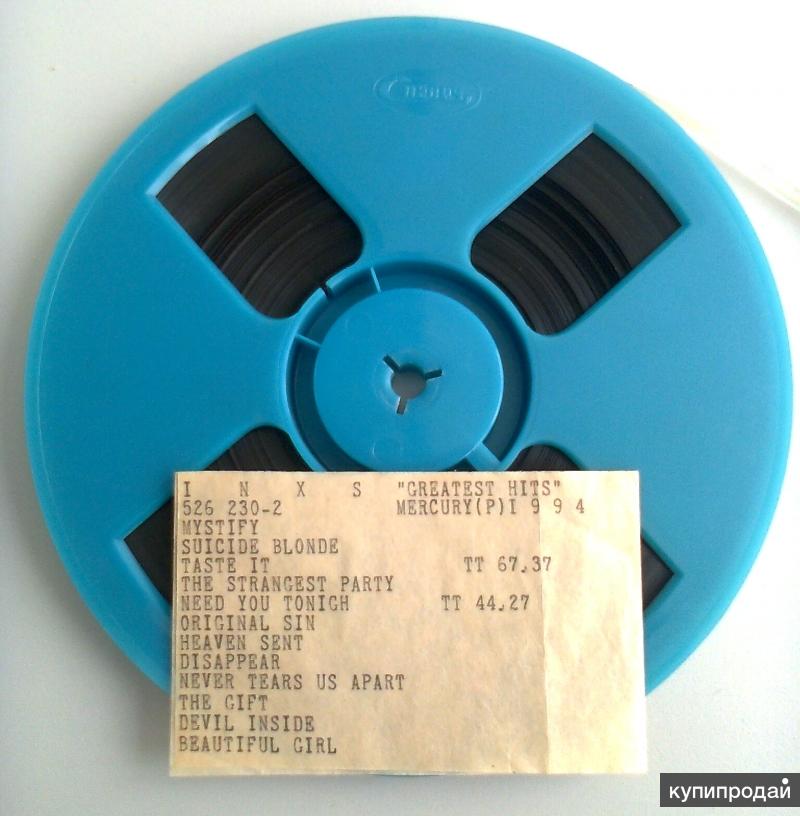 I N X S "GREATEST HITS"
526 230-2 MERCURY(P)I 9 9 4
MYSTIFY
SUICIDE BLONDE
TASTE IT TT 67.37
THE STRANGEST PARTY
NEED YOU TONIGH TT 44.27
ORIGINAL SIN
HEAVEN SENT
DISAPPEAR
NEVER TEARS US APART
THE GIFT
DEVIL INSIDE
BEAUTIFUL GIRL
купипродай